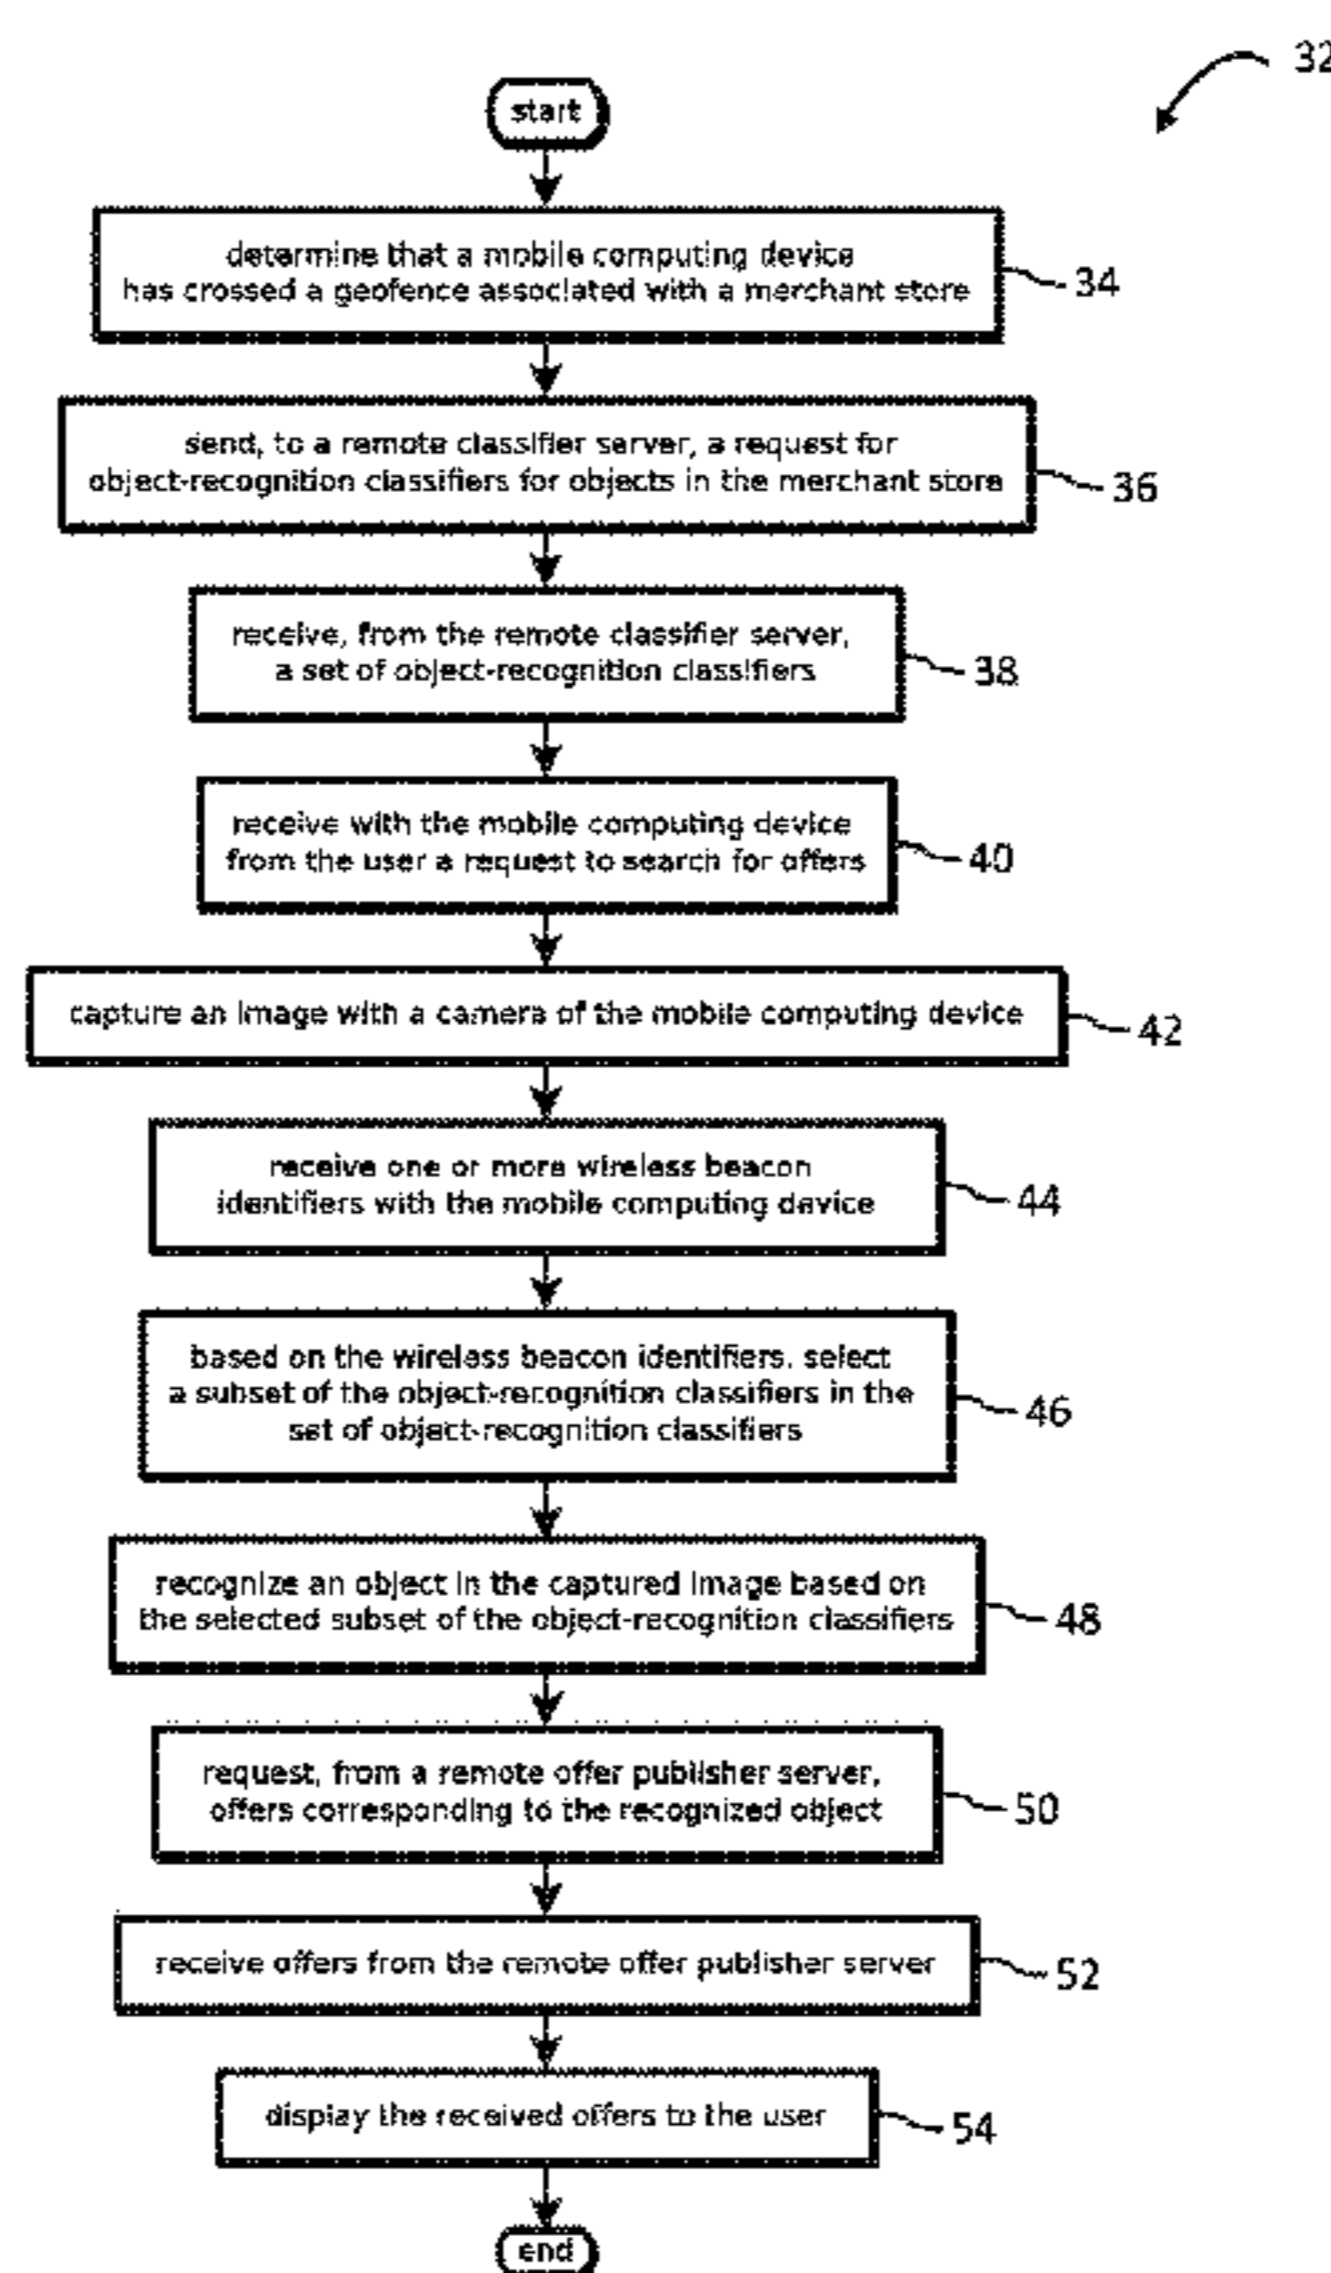 32
start
determine that a mobile computing device
has crossed a geofence associated with a merchant store
34
send, to a remote classifier server, a request for
object-recognition classifiers for objects in the merchant store
36
receive, from the remote classifier server,
a set of object-recognition classifiers
38
receive with the mobile computing device
from the user a request to search for offers
40
capture an image with a camera of the mobile computing device
42
receive one or more wireless beacon
identifiers with the mobile computing device
44
based on the wireless beacon identifiers, select
a subset of the object-recognition classifiers in the
set of object-recognition classifiers
46
recognize an object in the captured image based on
the selected subset of the object-recognition classifiers
48
request, from a remote offer publisher server,
offers corresponding to the recognized object
50
receive offers from the remote offer publisher server
52
display the received offers to the user
54
end